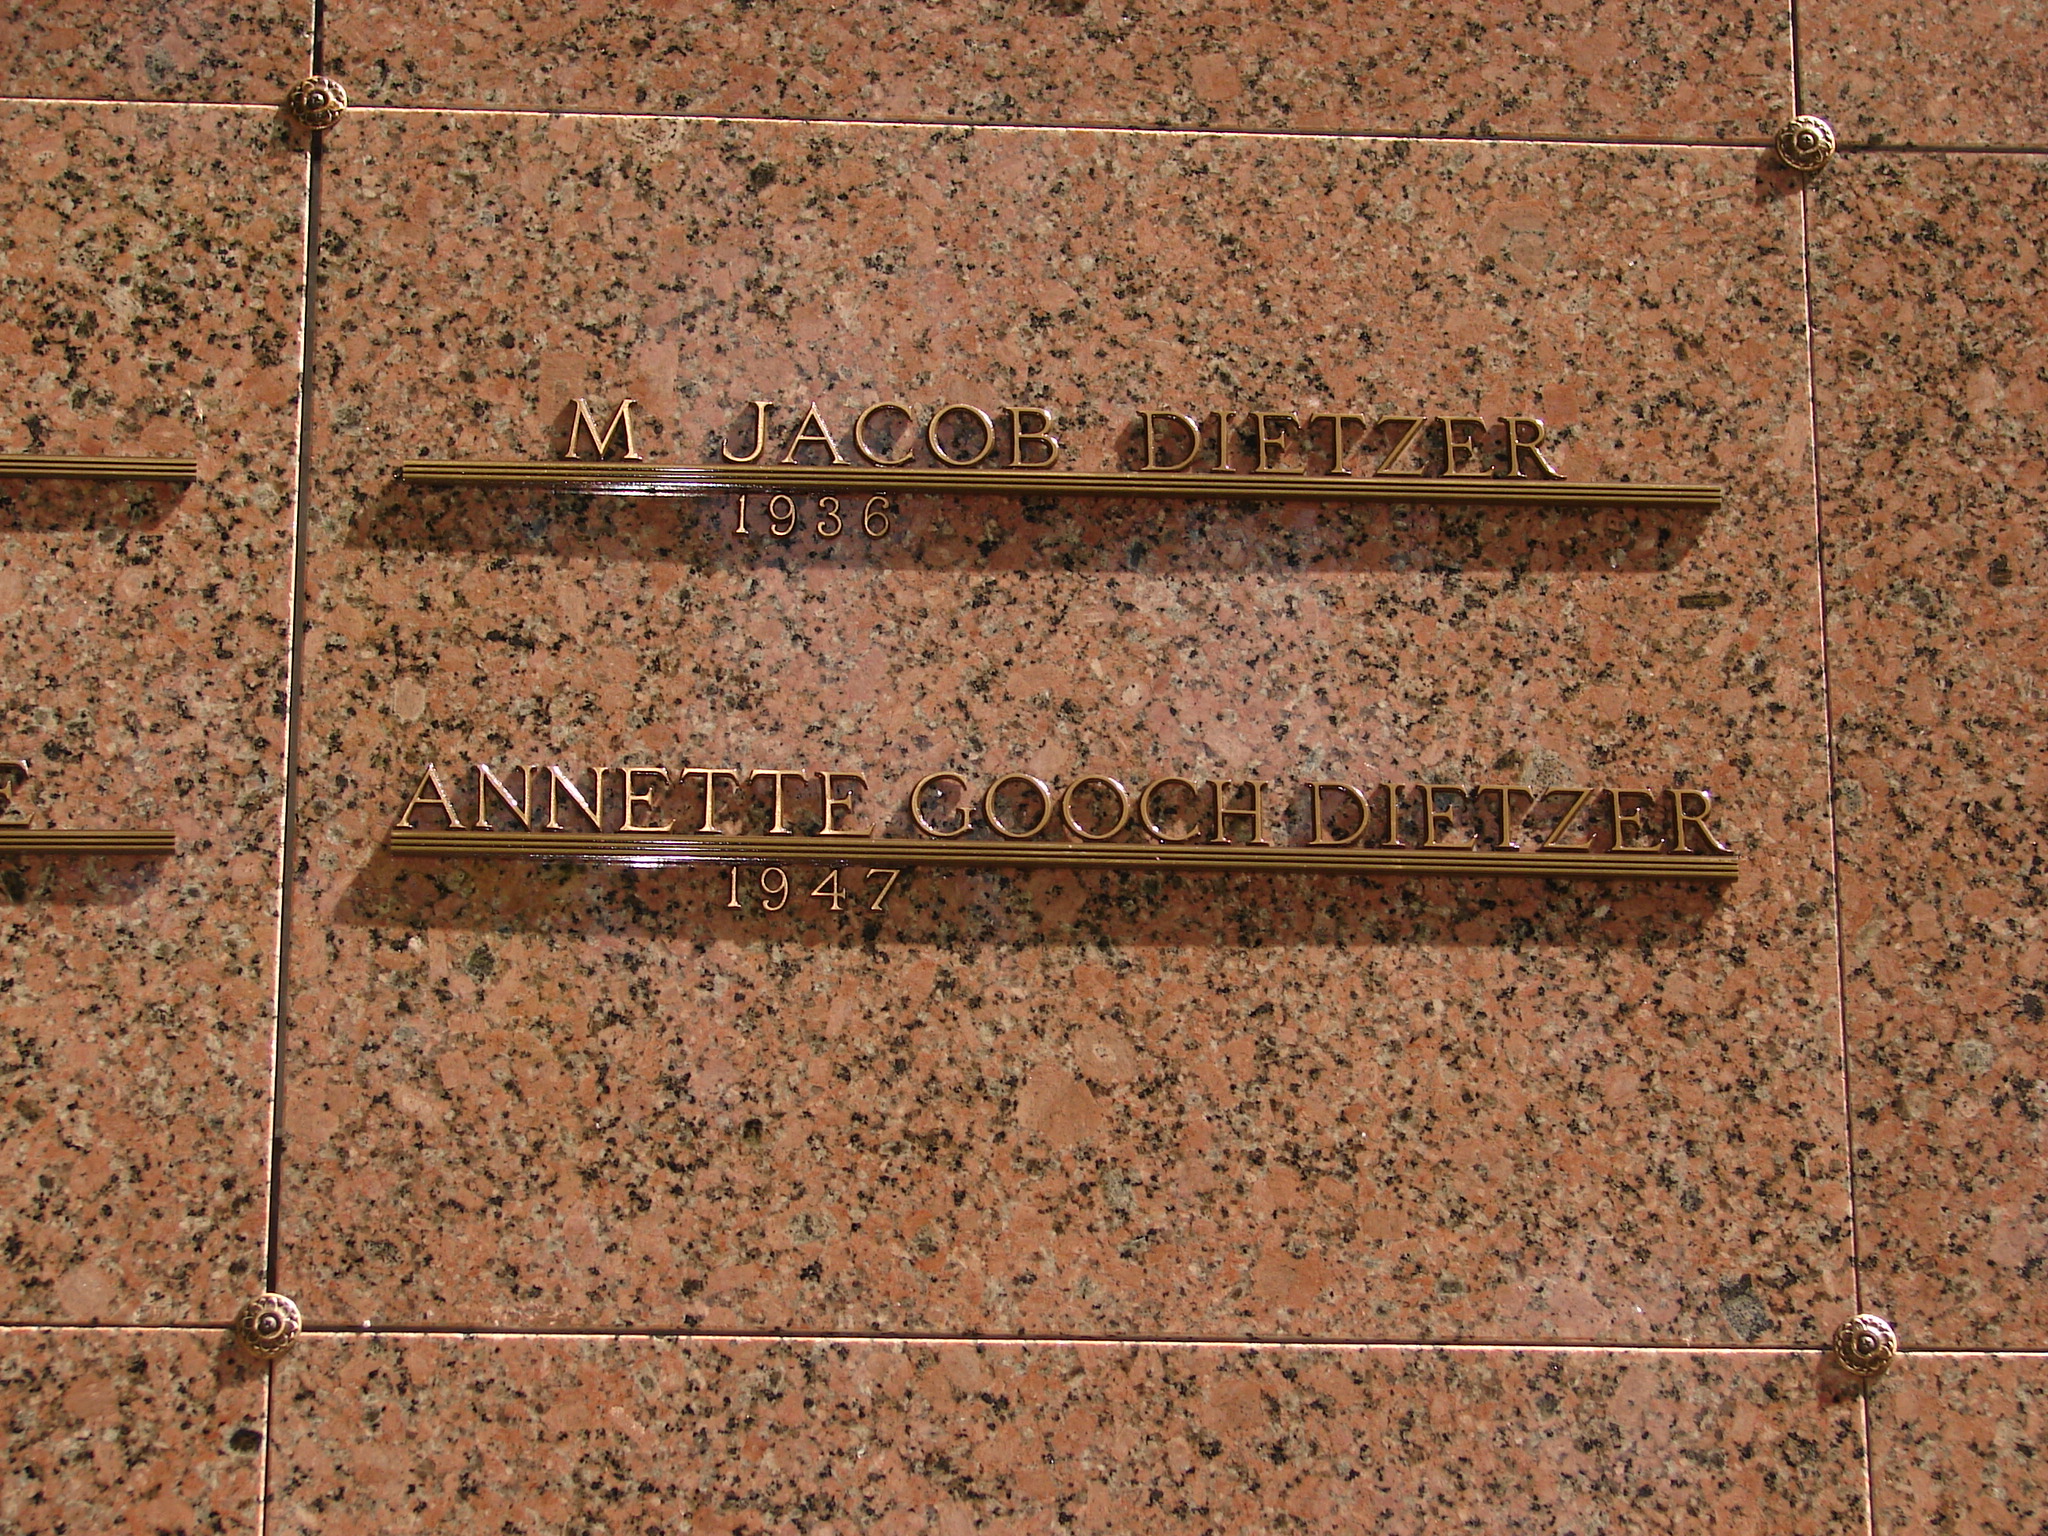 M JACOB DIETZER
1936
E
ANNETTE GOOCH DIETZER
1947